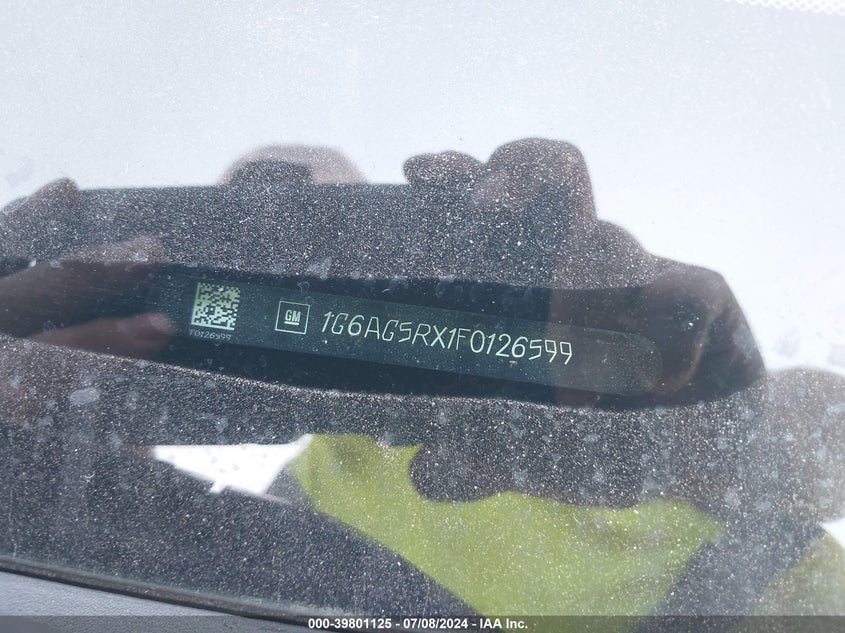 GM 1G6AG5RX1F0126599
F0126599
000-39801125 - 07/08/2024 - IAA Inc.